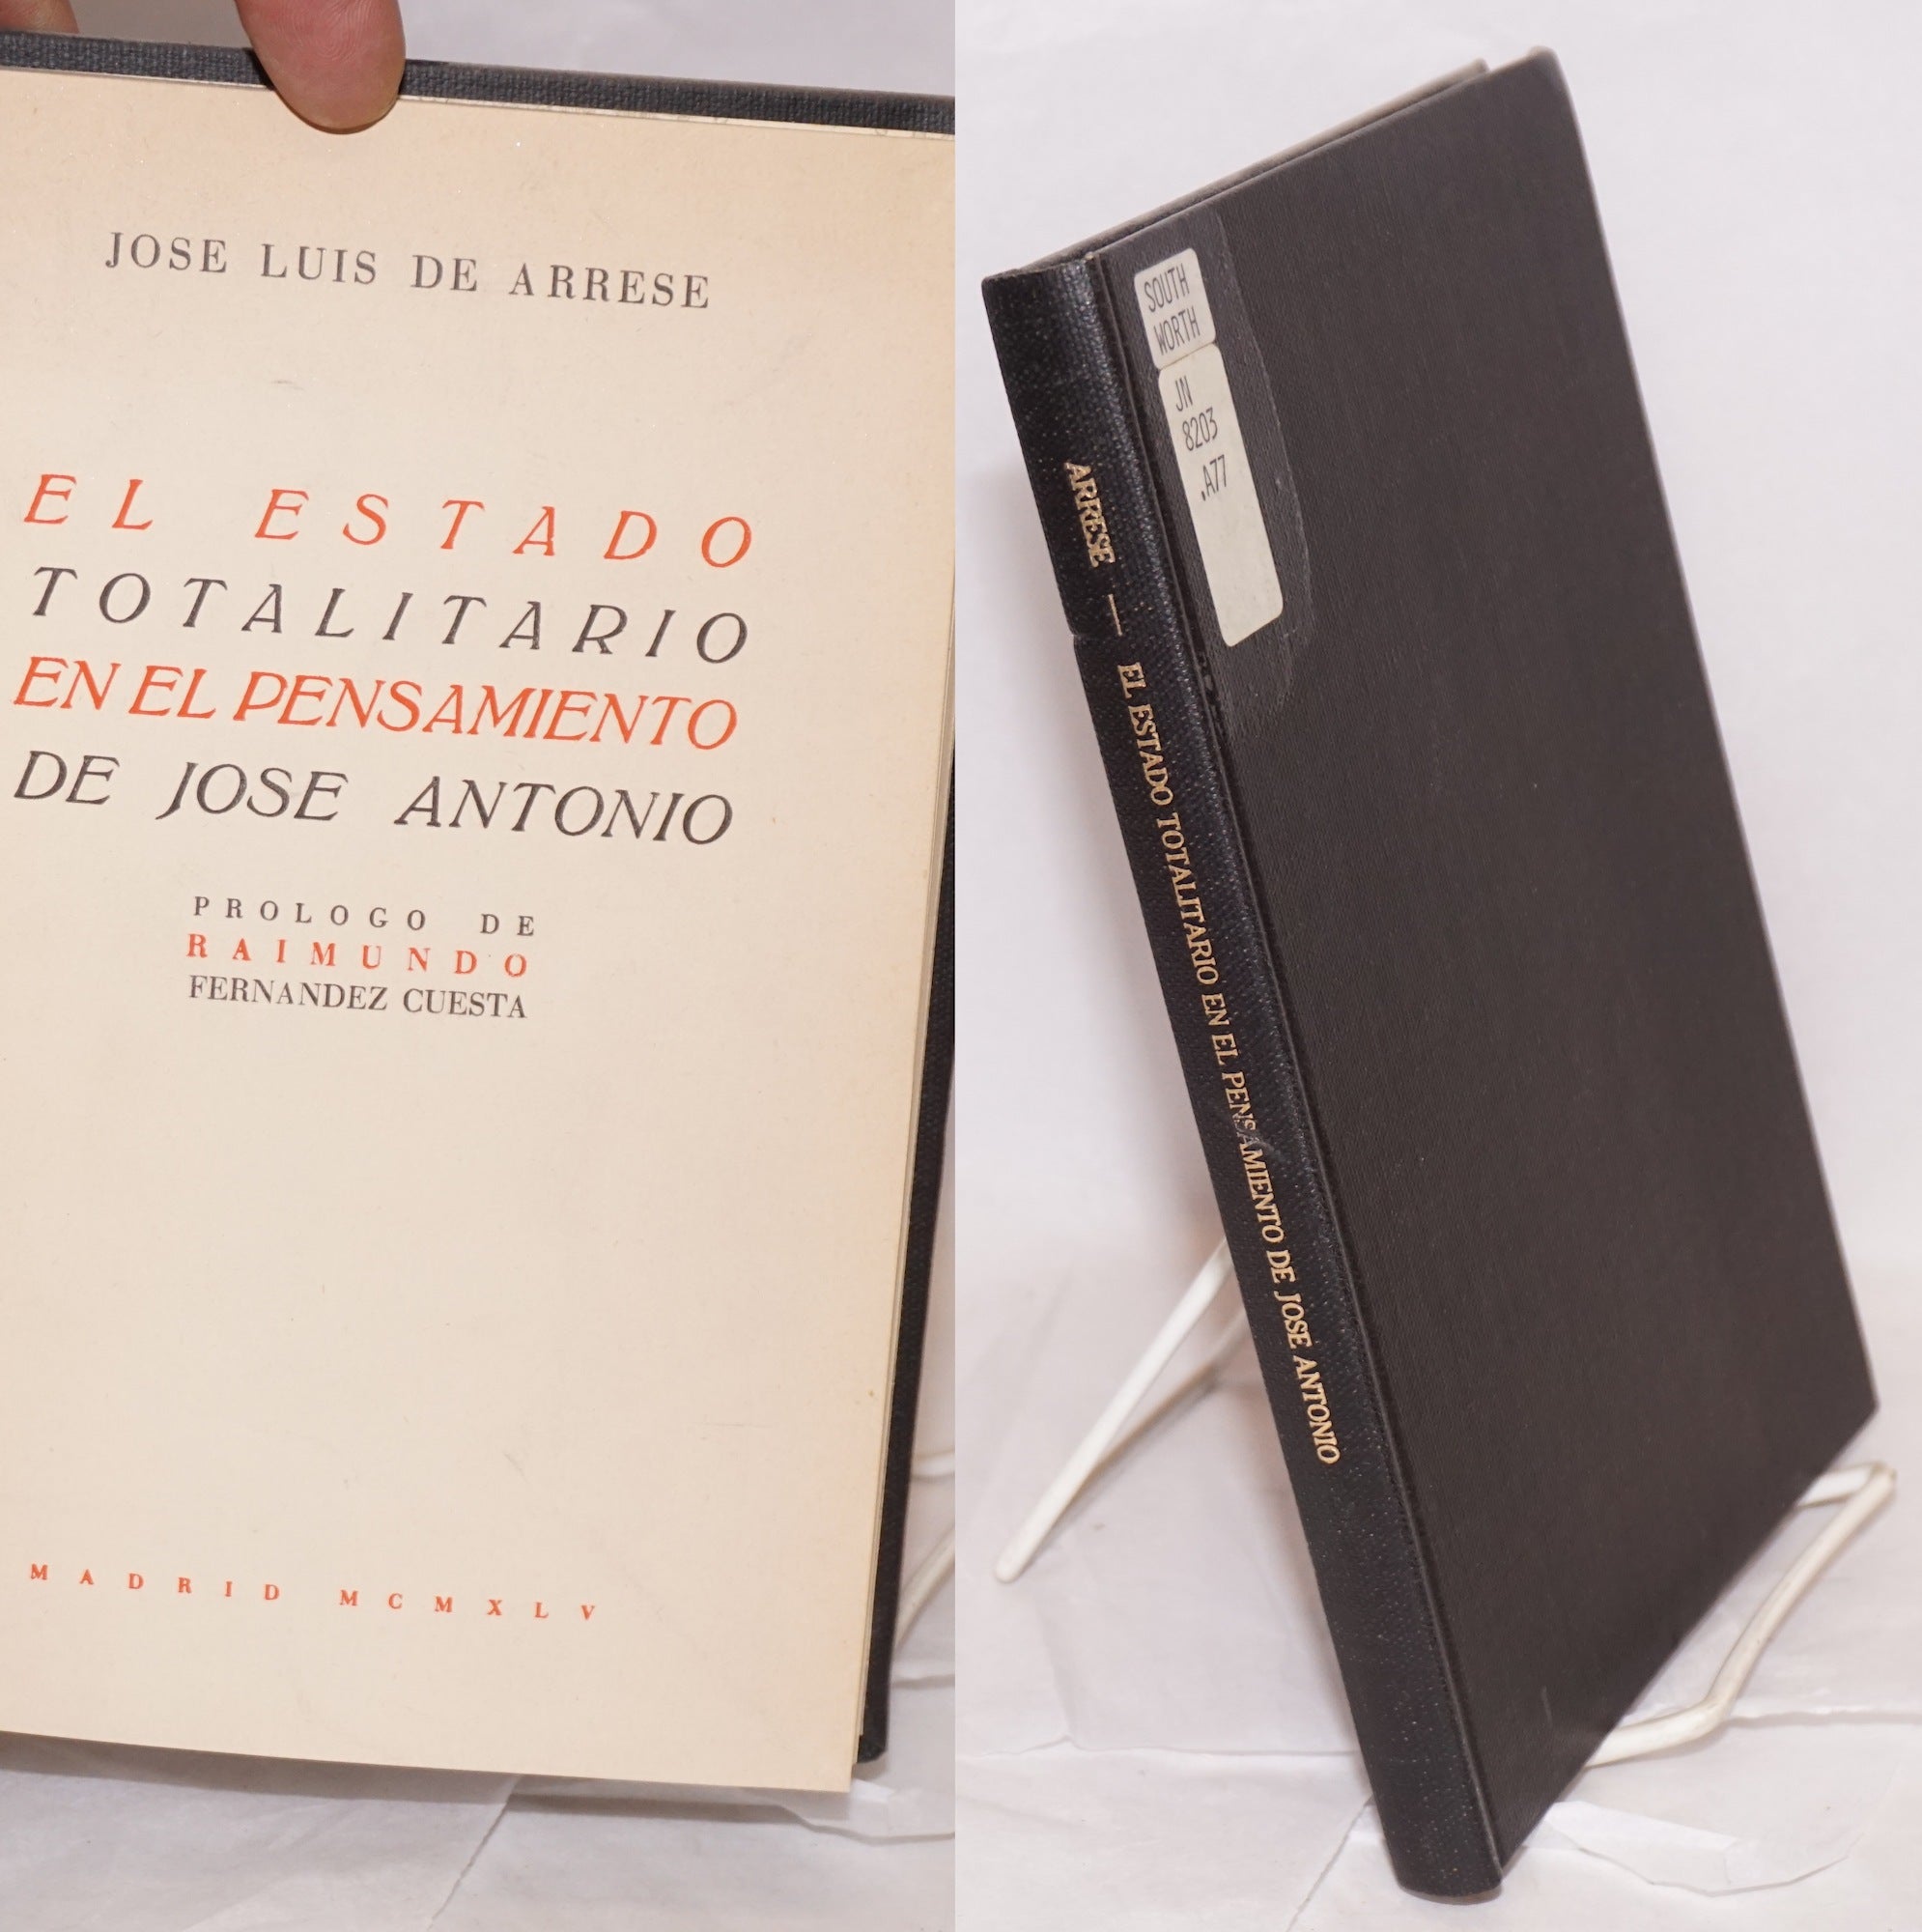 JOSE LUIS DE ARRESE
EL ESTADO
TOTALITARIO
EN EL PENSAMIENTO
DE JOSE ANTONIO
PROLOGO DE
RAIMUNDO
FERNANDEZ CUESTA
MADRID MCMXLV
SOUTH
WORTH
JN
8203
.A77
ARRESE — EL ESTADO TOTALITARIO EN EL PENSAMIENTO DE JOSE ANTONIO